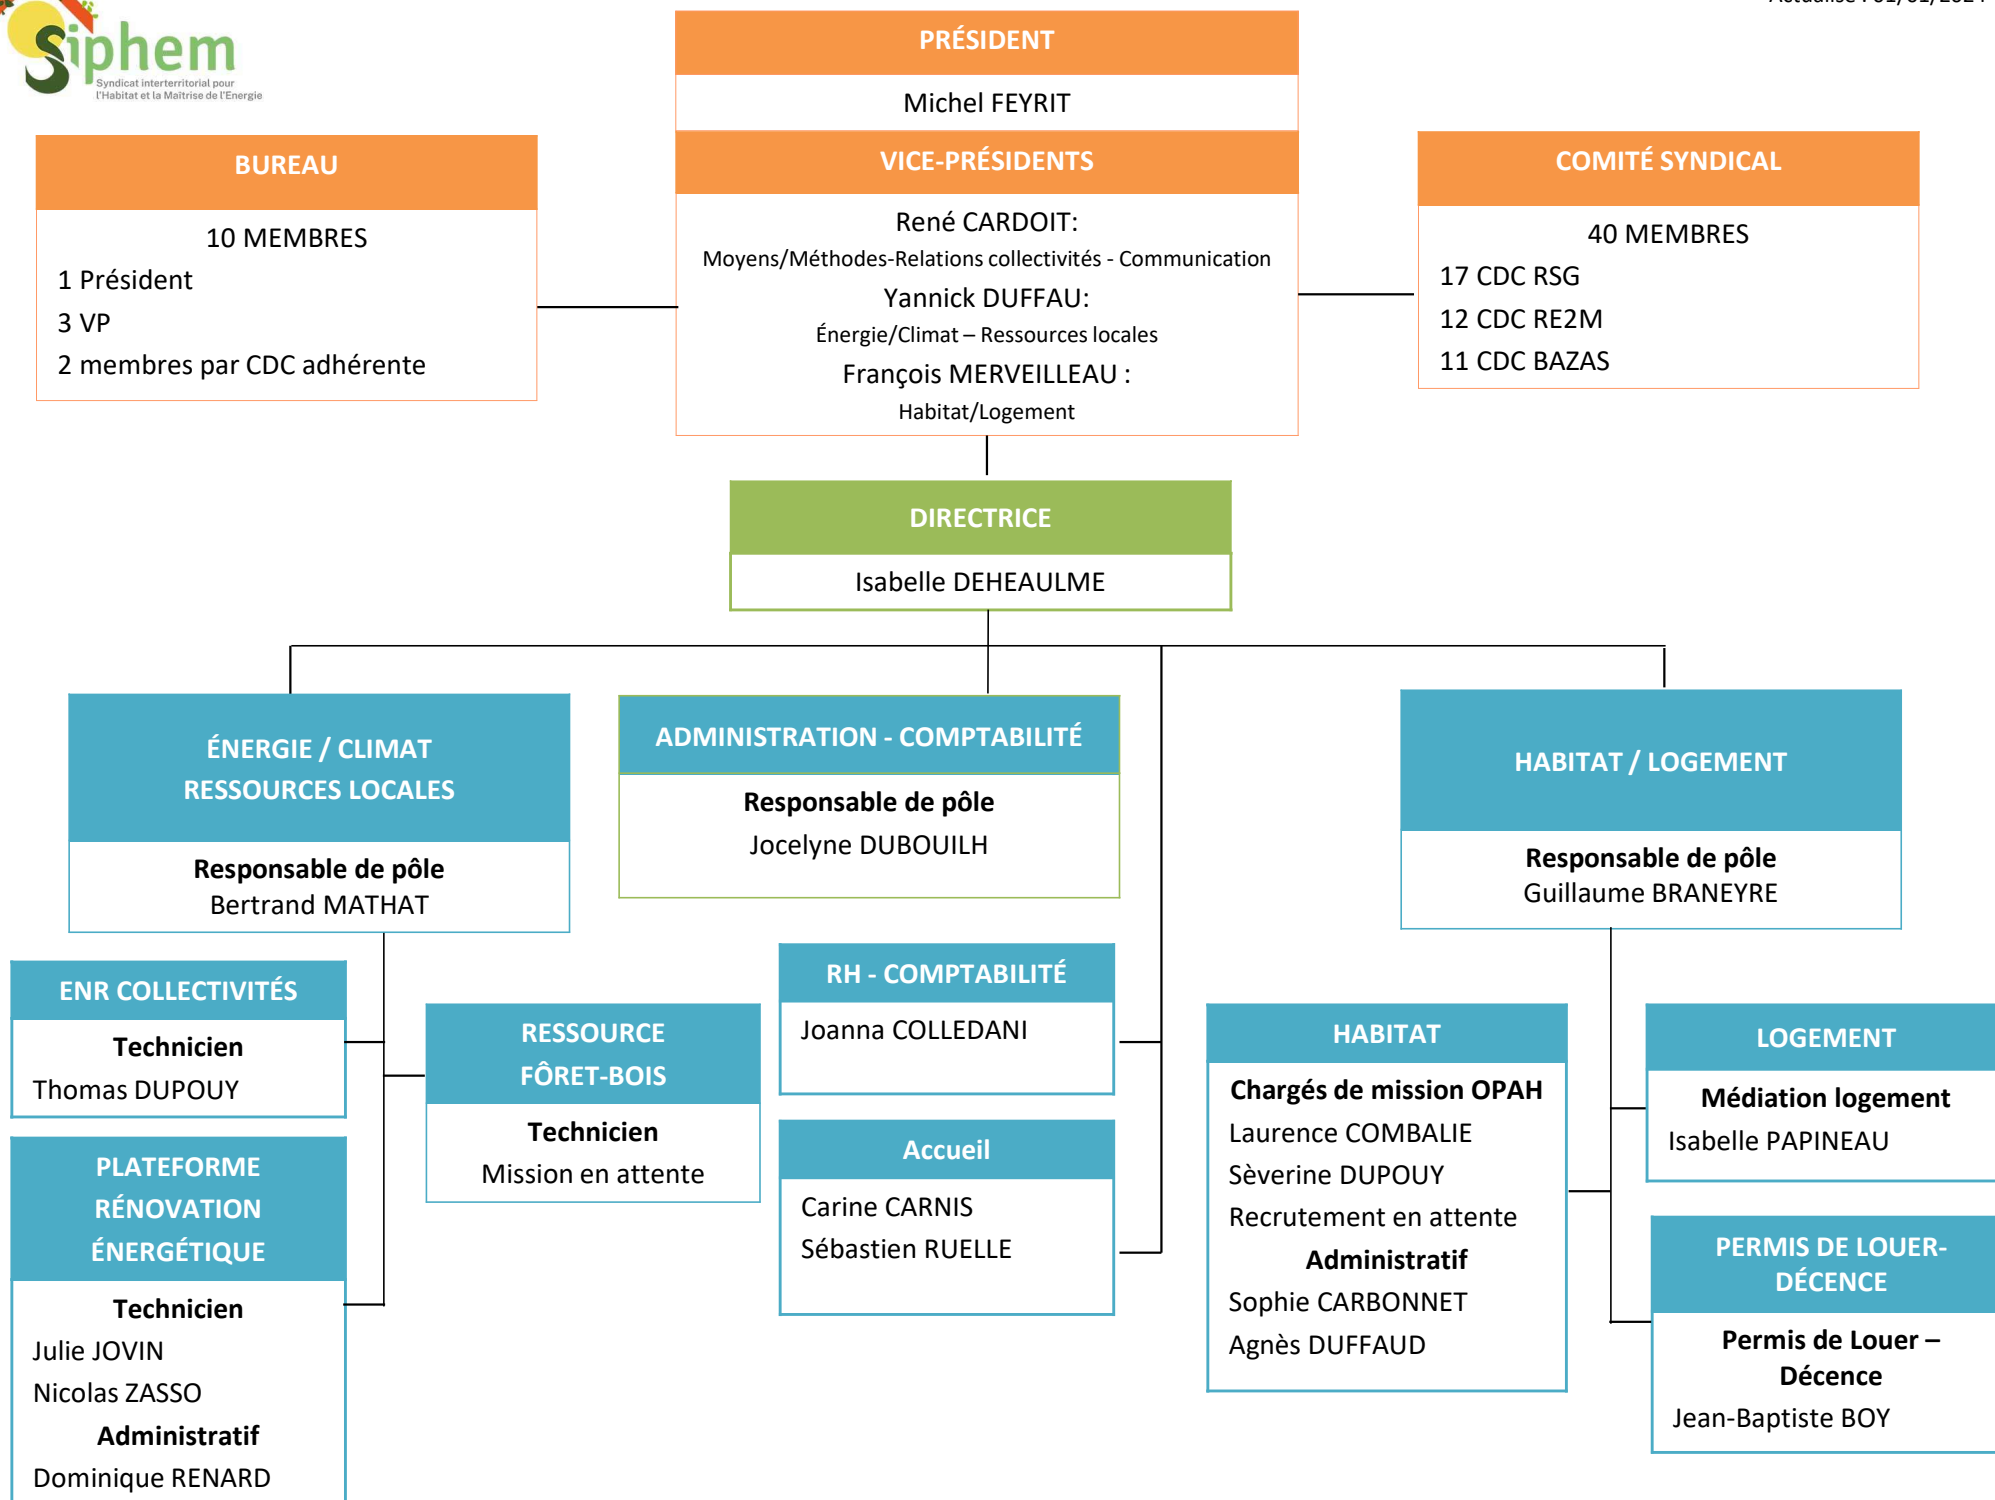 Siphem
Syndicat interterritorial pour
l'Habitat et la Maîtrise de l'Energie
PRÉSIDENT
Michel FEYRIT
BUREAU
10 MEMBRES
1 Président
3 VP
2 membres par CDC adhérente
VICE-PRÉSIDENTS
René CARDOIT:
Moyens/Méthodes-Relations collectivités - Communication
Yannick DUFFAU:
Énergie/Climat – Ressources locales
François MERVEILLEAU :
Habitat/Logement
COMITÉ SYNDICAL
40 MEMBRES
17 CDC RSG
12 CDC RE2M
11 CDC BAZAS
DIRECTRICE
Isabelle DEHEAULME
ÉNERGIE / CLIMAT
RESSOURCES LOCALES
Responsable de pôle
Bertrand MATHAT
ADMINISTRATION - COMPTABILITÉ
Responsable de pôle
Jocelyne DUBOUILH
HABITAT / LOGEMENT
Responsable de pôle
Guillaume BRANEYRE
ENR COLLECTIVITÉS
Technicien
Thomas DUPOUY
PLATEFORME
RÉNOVATION
ÉNERGÉTIQUE
Technicien
Julie JOVIN
Nicolas ZASSO
Administratif
Dominique RENARD
RESSOURCE
FÔRET-BOIS
Technicien
Mission en attente
RH - COMPTABILITÉ
Joanna COLLEDANI
Accueil
Carine CARNIS
Sébastien RUELLE
HABITAT
Chargés de mission OPAH
Laurence COMBALIE
Sèverine DUPOUY
Recrutement en attente
Administratif
Sophie CARBONNET
Agnès DUFFAUD
LOGEMENT
Médiation logement
Isabelle PAPINEAU
PERMIS DE LOUER-
DÉCENCE
Permis de Louer –
Décence
Jean-Baptiste BOY